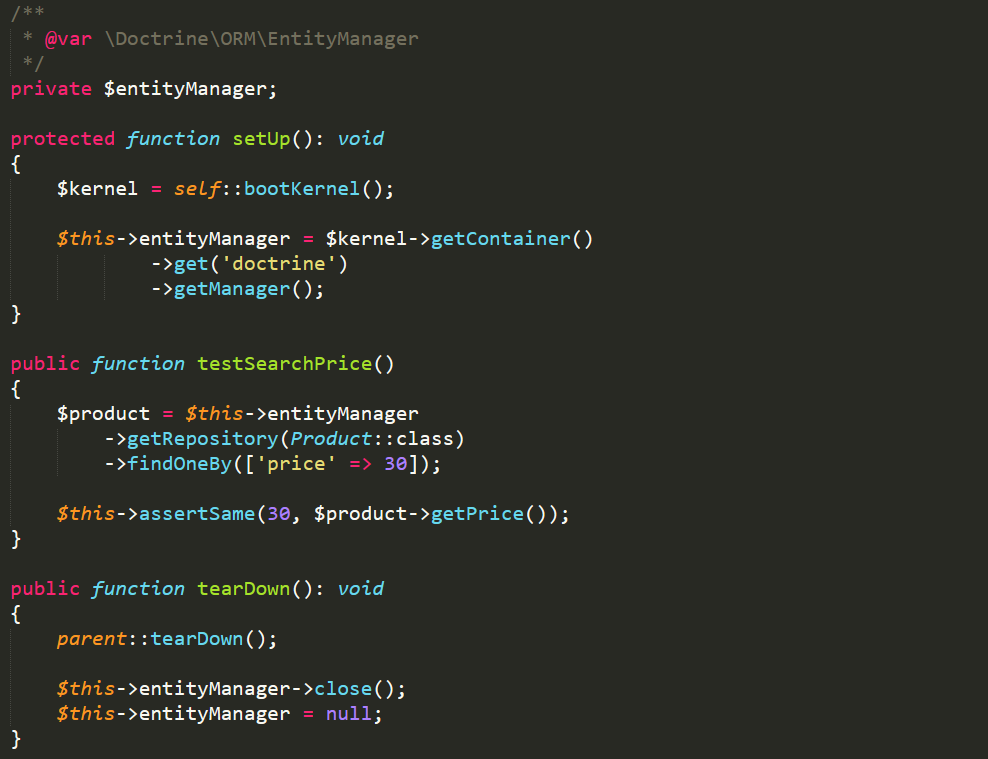 /**
 * @var \Doctrine\ORM\EntityManager
 */
private $entityManager;

protected function setUp(): void
{
    $kernel = self::bootKernel();

    $this->entityManager = $kernel->getContainer()
            ->get('doctrine')
            ->getManager();
}

public function testSearchPrice()
{
    $product = $this->entityManager
        ->getRepository(Product::class)
        ->findOneBy(['price' => 30]);

    $this->assertSame(30, $product->getPrice());
}

public function tearDown(): void
{
    parent::tearDown();

    $this->entityManager->close();
    $this->entityManager = null;
}